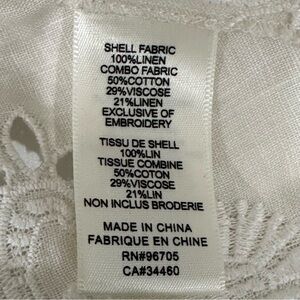 SHELL FABRIC
100%LINEN
COMBO FABRIC
50%COTTON
29%VISCOSE
21%LINEN
EXCLUSIVE OF
EMBROIDERY
TISSU DE SHELL
100%LIN
TISSUE COMBINE
50%COTON
29%VISCOSE
21%LIN
NON INCLUS BRODERIE
MADE IN CHINA
FABRIQUE EN CHINE
RN#96705
CA#34460